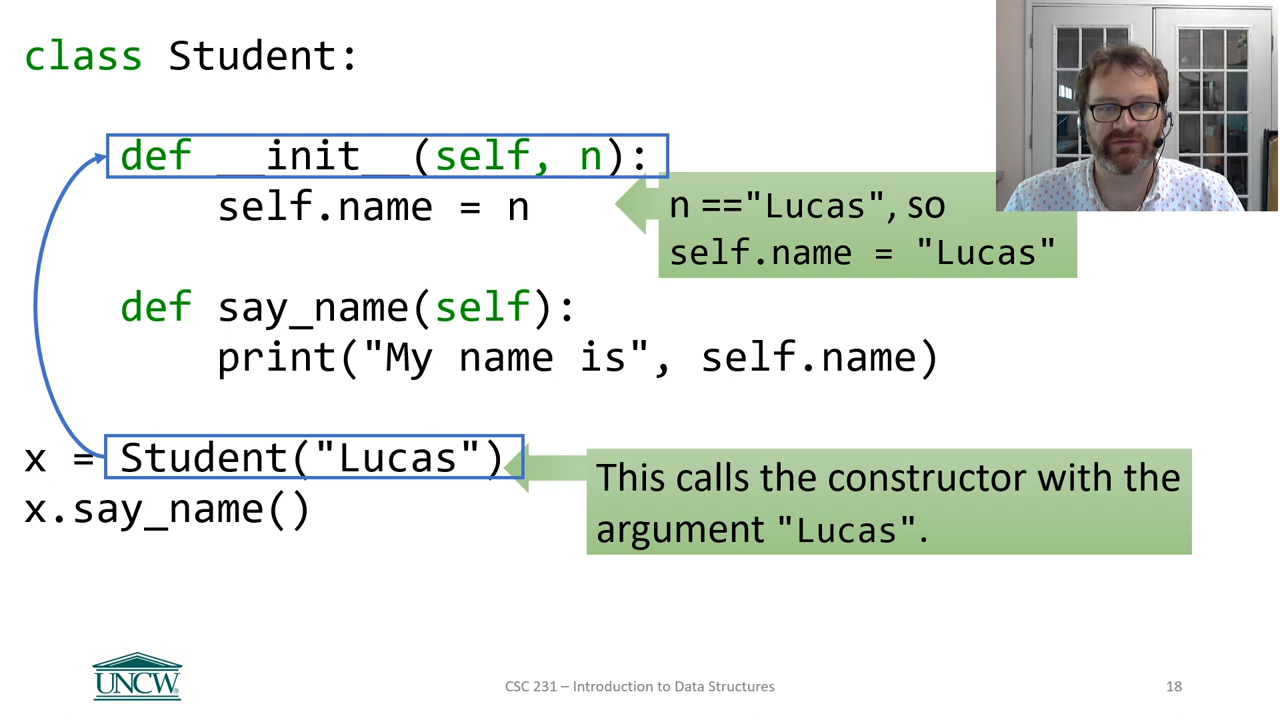 class Student:
def __init__(self, n):
self.name = n
n =="Lucas", so
self.name = "Lucas"
def say_name(self):
print("My name is", self.name)
x = Student("Lucas")
x.say_name()
This calls the constructor with the
argument "Lucas".
UNCW
CSC 231 – Introduction to Data Structures
18